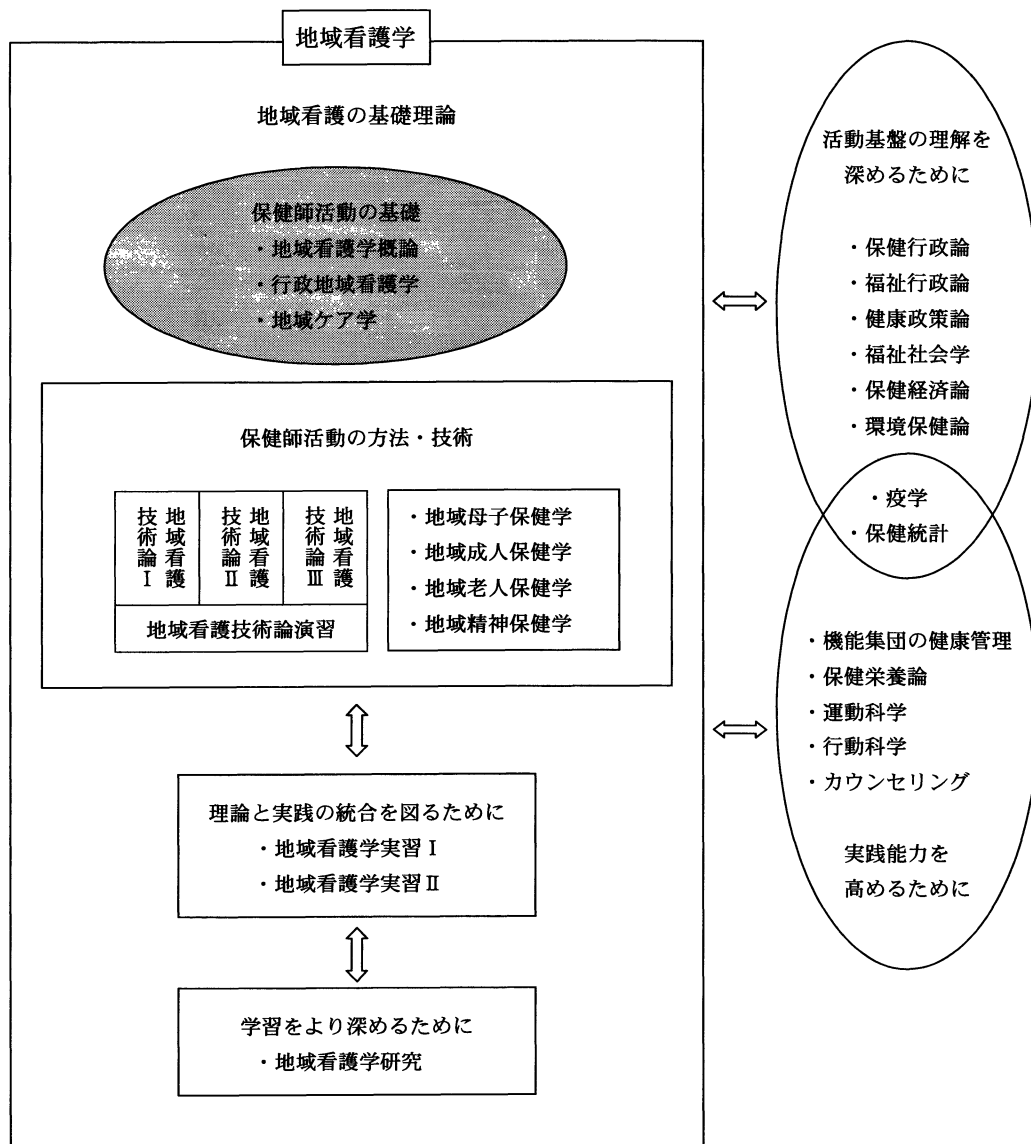 地域看護学
地域看護の基礎理論
保健師活動の基礎
・地域看護学概論
・行政地域看護学
・地域ケア学
保健師活動の方法・技術
地域看護
技術論Ⅰ
地域看護
技術論Ⅱ
地域看護
技術論Ⅲ
地域看護技術論演習
・地域母子保健学
・地域成人保健学
・地域老人保健学
・地域精神保健学
理論と実践の統合を図るために
・地域看護学実習Ⅰ
・地域看護学実習Ⅱ
学習をより深めるために
・地域看護学研究
活動基盤の理解を
深めるために
・保健行政論
・福祉行政論
・健康政策論
・福祉社会学
・保健経済論
・環境保健論
・疫学
・保健統計
・機能集団の健康管理
・保健栄養論
・運動科学
・行動科学
・カウンセリング
実践能力を
高めるために